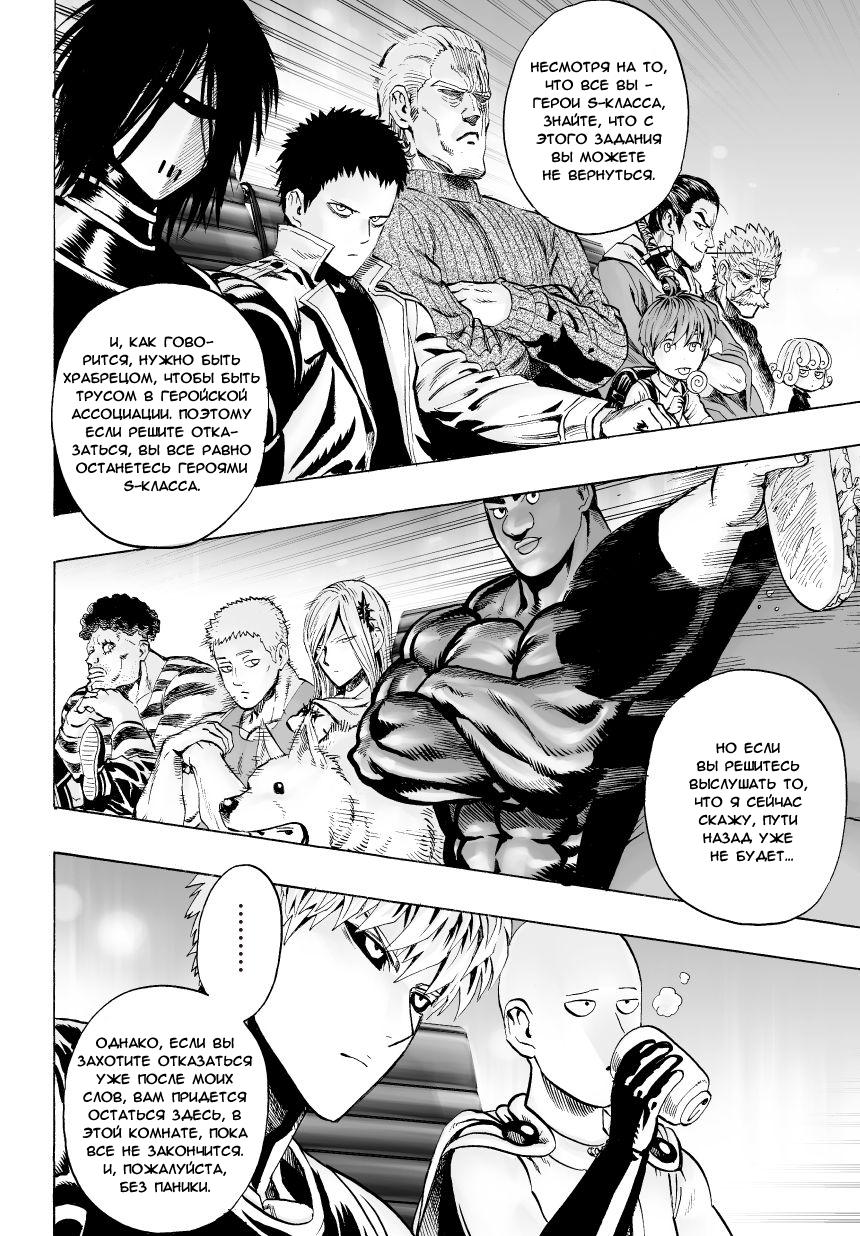 НЕСМОТРЯ НА ТО,
ЧТО ВСЕ ВЫ -
ГЕРОИ S-КЛАССА,
ЗНАЙТЕ, ЧТО С
ЭТОГО ЗАДАНИЯ
ВЫ МОЖЕТЕ
НЕ ВЕРНУТЬСЯ.
И, КАК ГОВО-
РИТСЯ, НУЖНО БЫТЬ
ХРАБРЕЦОМ, ЧТОБЫ БЫТЬ
ТРУСОМ В ГЕРОЙСКОЙ
АССОЦИАЦИИ. ПОЭТОМУ
ЕСЛИ РЕШИТЕ ОТКА-
ЗАТЬСЯ, ВЫ ВСЕ РАВНО
ОСТАНЕТЕСЬ ГЕРОЯМИ
S-КЛАССА.
НО ЕСЛИ
ВЫ РЕШИТЕСЬ
ВЫСЛУШАТЬ ТО,
ЧТО Я СЕЙЧАС
СКАЖУ, ПУТИ
НАЗАД УЖЕ
НЕ БУДЕТ...
.........
ОДНАКО, ЕСЛИ ВЫ
ЗАХОТИТЕ ОТКАЗАТЬСЯ
УЖЕ ПОСЛЕ МОИХ
СЛОВ, ВАМ ПРИДЕТСЯ
ОСТАТЬСЯ ЗДЕСЬ, В
ЭТОЙ КОМНАТЕ, ПОКА
ВСЕ НЕ ЗАКОНЧИТСЯ.
И, ПОЖАЛУЙСТА,
БЕЗ ПАНИКИ.